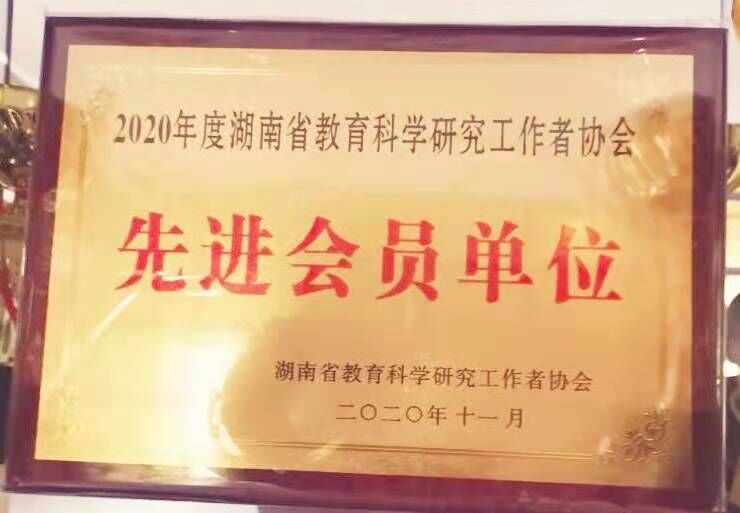 2020年度湖南省教育科学研究工作者协会
先进会员单位
湖南省教育科学研究工作者协会
二〇二〇年十一月